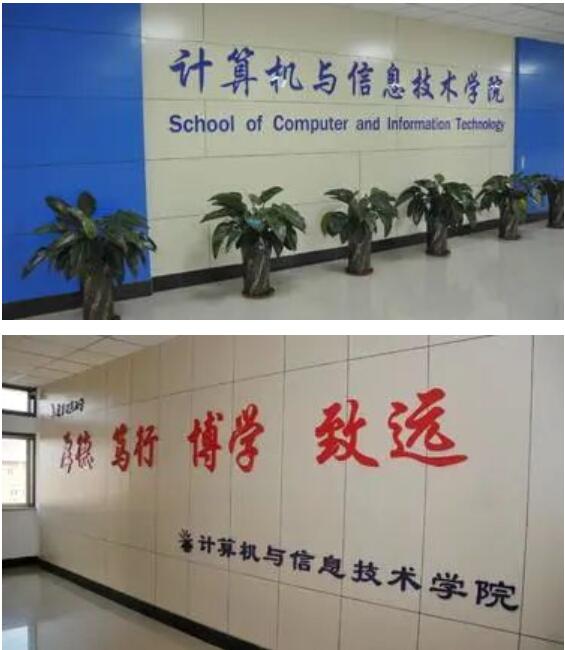 计算机与信息技术学院
School of Computer and Information Technology
厚德 笃行 博学 致远
计算机与信息技术学院